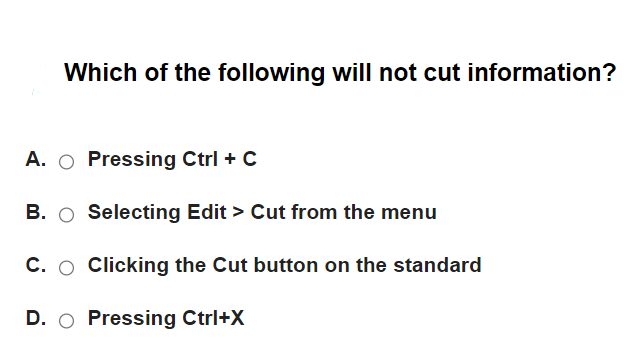 Which of the following will not cut information?
A. Pressing Ctrl + C
B. Selecting Edit > Cut from the menu
C. Clicking the Cut button on the standard
D. Pressing Ctrl+X